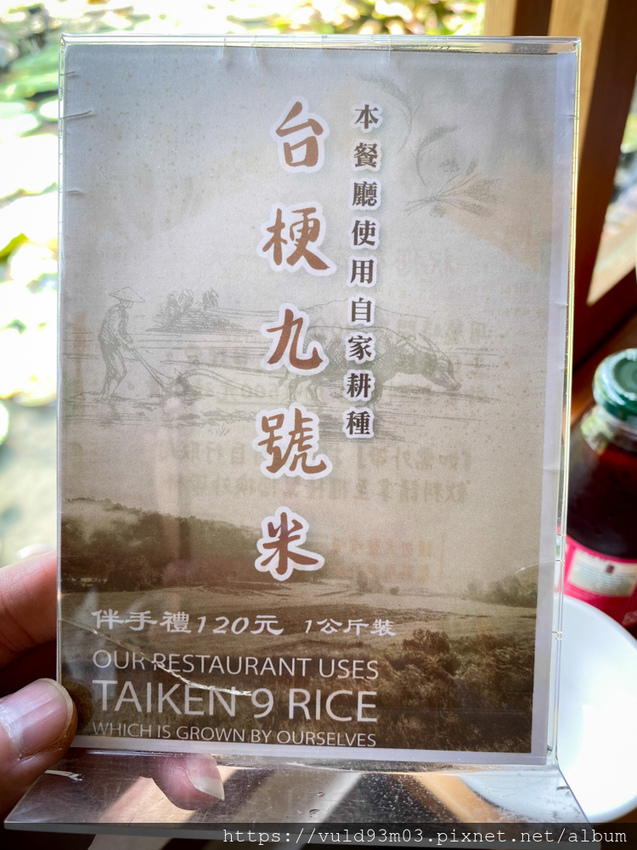 本餐廳使用自家耕種
台梗九號米
伴手禮120元 1公斤裝
OUR RESTAURANT USES
TAIKEN 9 RICE
WHICH IS GROWN BY OURSELVES
https://vuld93m03.pixnet.net/album